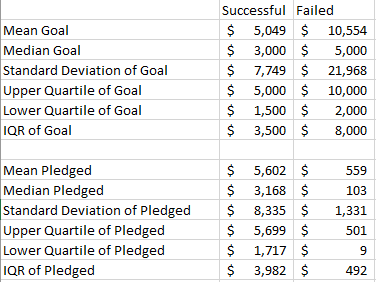 Successful Failed
Mean Goal $ 5,049 $ 10,554
Median Goal $ 3,000 $ 5,000
Standard Deviation of Goal $ 7,749 $ 21,968
Upper Quartile of Goal $ 5,000 $ 10,000
Lower Quartile of Goal $ 1,500 $ 2,000
IQR of Goal $ 3,500 $ 8,000
Mean Pledged $ 5,602 $ 559
Median Pledged $ 3,168 $ 103
Standard Deviation of Pledged $ 8,335 $ 1,331
Upper Quartile of Pledged $ 5,699 $ 501
Lower Quartile of Pledged $ 1,717 $ 9
IQR of Pledged $ 3,982 $ 492